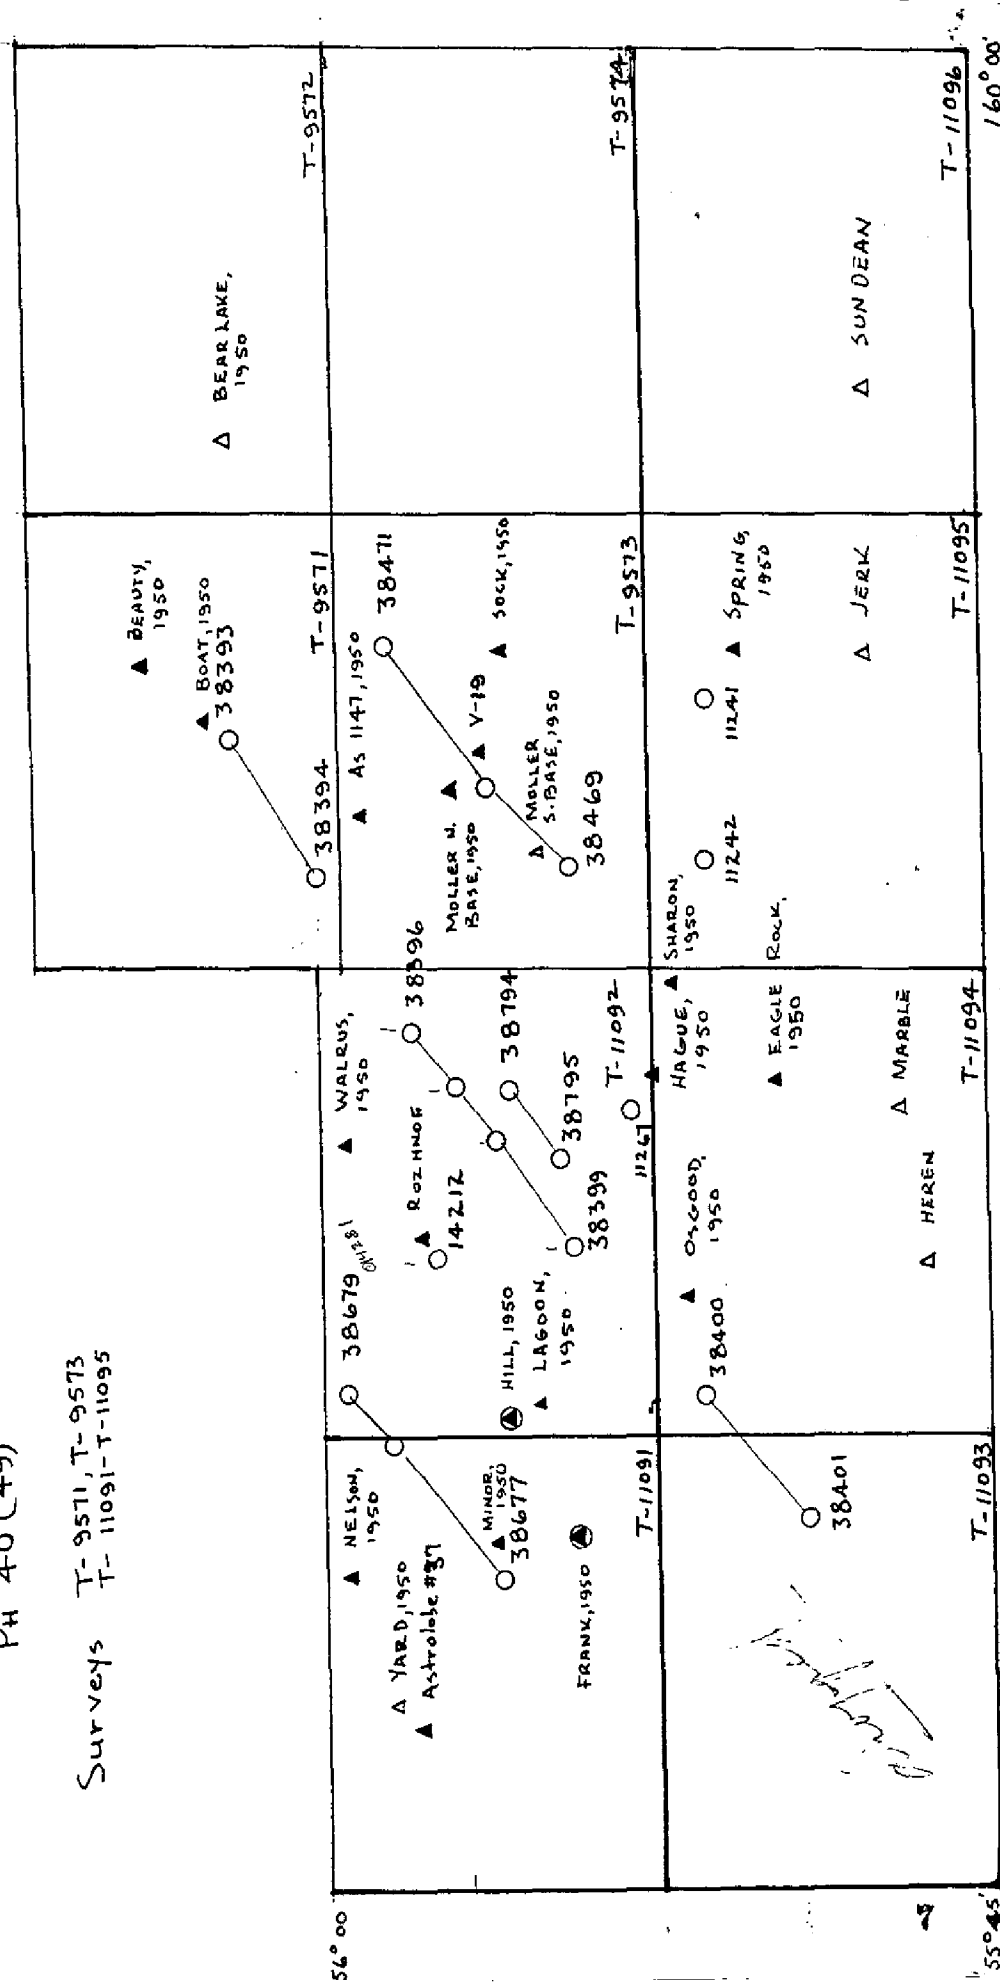 PH 40 (49)
Surveys T-9571, T-9573
T-11091-T-11095
56° 00
BEAUTY,
1950
BOAT, 1950
38393
38394
T-9571
BEAR LAKE,
1950
T-9572
NELSON,
1950
YARD, 1950
Astrolabe #37
MINOR,
1950
38677
FRANK, 1950
T-11091
38679
WALRUS,
1950
ROZHNOF
14212
38396
38794
38795
38399
HILL, 1950
LAGOON,
1950
11267
T-11092
As 1147, 1950
38471
MOLLER N.
BASE, 1950
V-19
SOCK, 1950
MOLLER
S. BASE, 1950
38469
T-9573
T-9574
38401
T-11093
38400
OSGOOD,
1950
HAGUE,
1950
SHARON,
1950
EAGLE ROCK,
1950
HEREN
MARBLE
T-11094
11242
11241
SPRING,
1950
JERK
T-11095
SUN DEAN
T-11096
55° 45'
160° 00'